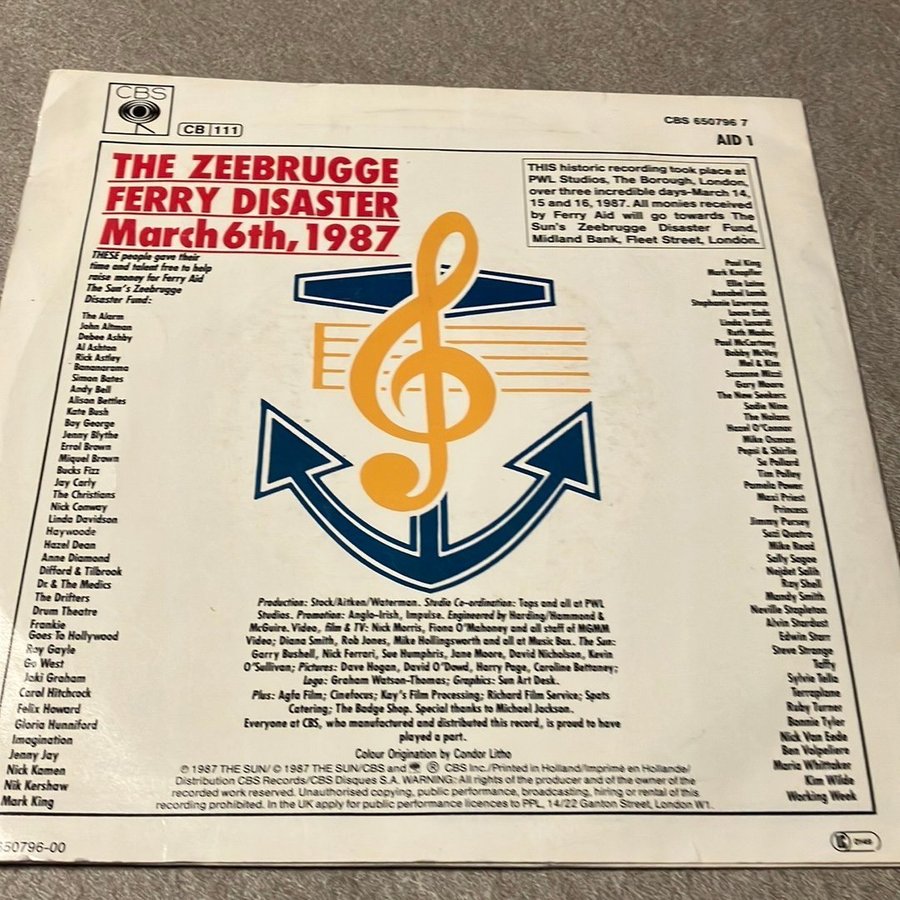 CBS
CB 111
CBS 650796 7
AID 1
THE ZEEBRUGGE
FERRY DISASTER
March 6th, 1987
THIS historic recording took place at
PWL Studios, The Borough, London,
over three incredible days-March 14,
15 and 16, 1987. All monies received
by Ferry Aid will go towards The
Sun's Zeebrugge Disaster Fund,
Midland Bank, Fleet Street, London.
THESE people gave their
time and talent free to help
raise money for Ferry Aid
The Sun's Zeebrugge
Disaster Fund:
The Alarm
John Altman
Debee Ashby
Al Ashton
Rick Astley
Bananarama
Simon Bates
Andy Bell
Alison Bettles
Kate Bush
Boy George
Jenny Blythe
Errol Brown
Miquel Brown
Bucks Fizz
Jay Carly
The Christians
Nick Conway
Linda Davidson
Haywoode
Hazel Dean
Anne Diamond
Difford & Tilbrook
Dr. & The Medics
The Drifters
Drum Theatre
Frankie
Goes To Hollywood
Roy Gayle
Go West
Jaki Graham
Carol Hitchcock
Felix Howard
Gloria Hunniford
Imagination
Jenny Jay
Nick Kamen
Nik Kershaw
Mark King
Paul King
Mark Knopfler
Ellie Laine
Annabel Lamb
Stephanie Lawrence
Loose Ends
Linda Lusardi
Ruth Madoc
Paul McCartney
Bobby McVey
Mel & Kim
Suzanne Mizzi
Gary Moore
The New Seekers
Sadie Nine
The Nolans
Hazel O'Connor
Mike Osman
Pepsi & Shirlie
Su Pollard
Tim Polley
Pamela Power
Maxi Priest
Princess
Jimmy Pursey
Suzi Quatro
Mike Read
Sally Sagoe
Nejdet Salih
Ray Shell
Mandy Smith
Neville Stapleton
Alvin Stardust
Edwin Starr
Steve Strange
Taffy
Sylvie Tella
Terraplane
Ruby Turner
Bonnie Tyler
Nick Van Eede
Ben Volpeliere
Maria Whittaker
Kim Wilde
Working Week
Production: Stock/Aitken/Waterman. Studio Co-ordination: Tops and all at PWL
Studios. Promotion: Anglo-Irish, Impulse. Engineered by Harding/Hammond &
McGuire. Video, film & TV: Nick Morris, Fiona O'Mahoney and all staff of MGMM
Video; Diana Smith, Rob Jones, Mike Hollingsworth and all at Music Box. The Sun:
Garry Bushell, Nick Ferrari, Sue Humphris, Jane Moore, David Nicholson, Kevin
O'Sullivan; Pictures: Dave Hogan, David O'Dowd, Harry Page, Caroline Bettaney;
Logo: Graham Watson-Thomas; Graphics: Sun Art Desk.
Plus: Agfa Film; Cinefocus; Kay's Film Processing; Richard Film Service; Spats
Catering; The Badge Shop. Special thanks to Michael Jackson.
Everyone at CBS, who manufactured and distributed this record, is proud to have
played a part.
Colour Origination by Condor Litho
℗ 1987 THE SUN/ © 1987 THE SUN/CBS and ® CBS Inc./Printed in Holland/Imprimé en Hollande/
Distribution CBS Records/CBS Disques S.A. WARNING: All rights of the producer and of the owner of the
recorded work reserved. Unauthorised copying, public performance, broadcasting, hiring or rental of this
recording prohibited. In the UK apply for public performance licences to PPL, 14/22 Ganton Street, London W1.
650796-00